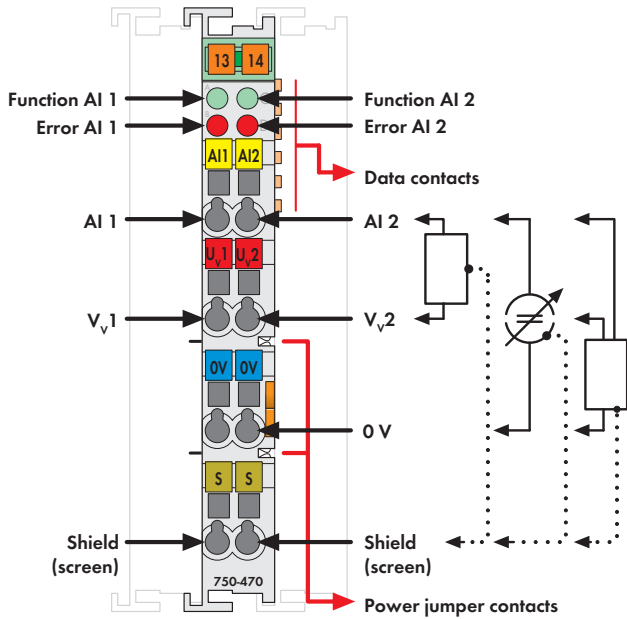 13 14
Function AI 1
Function AI 2
A C
Error AI 1
Error AI 2
B
AI1 AI2
Data contacts
AI 1
AI 2
Uv1 Uv2
Vv1
Vv2
0V 0V
0 V
S S
Shield
(screen)
Shield
(screen)
750-470
Power jumper contacts